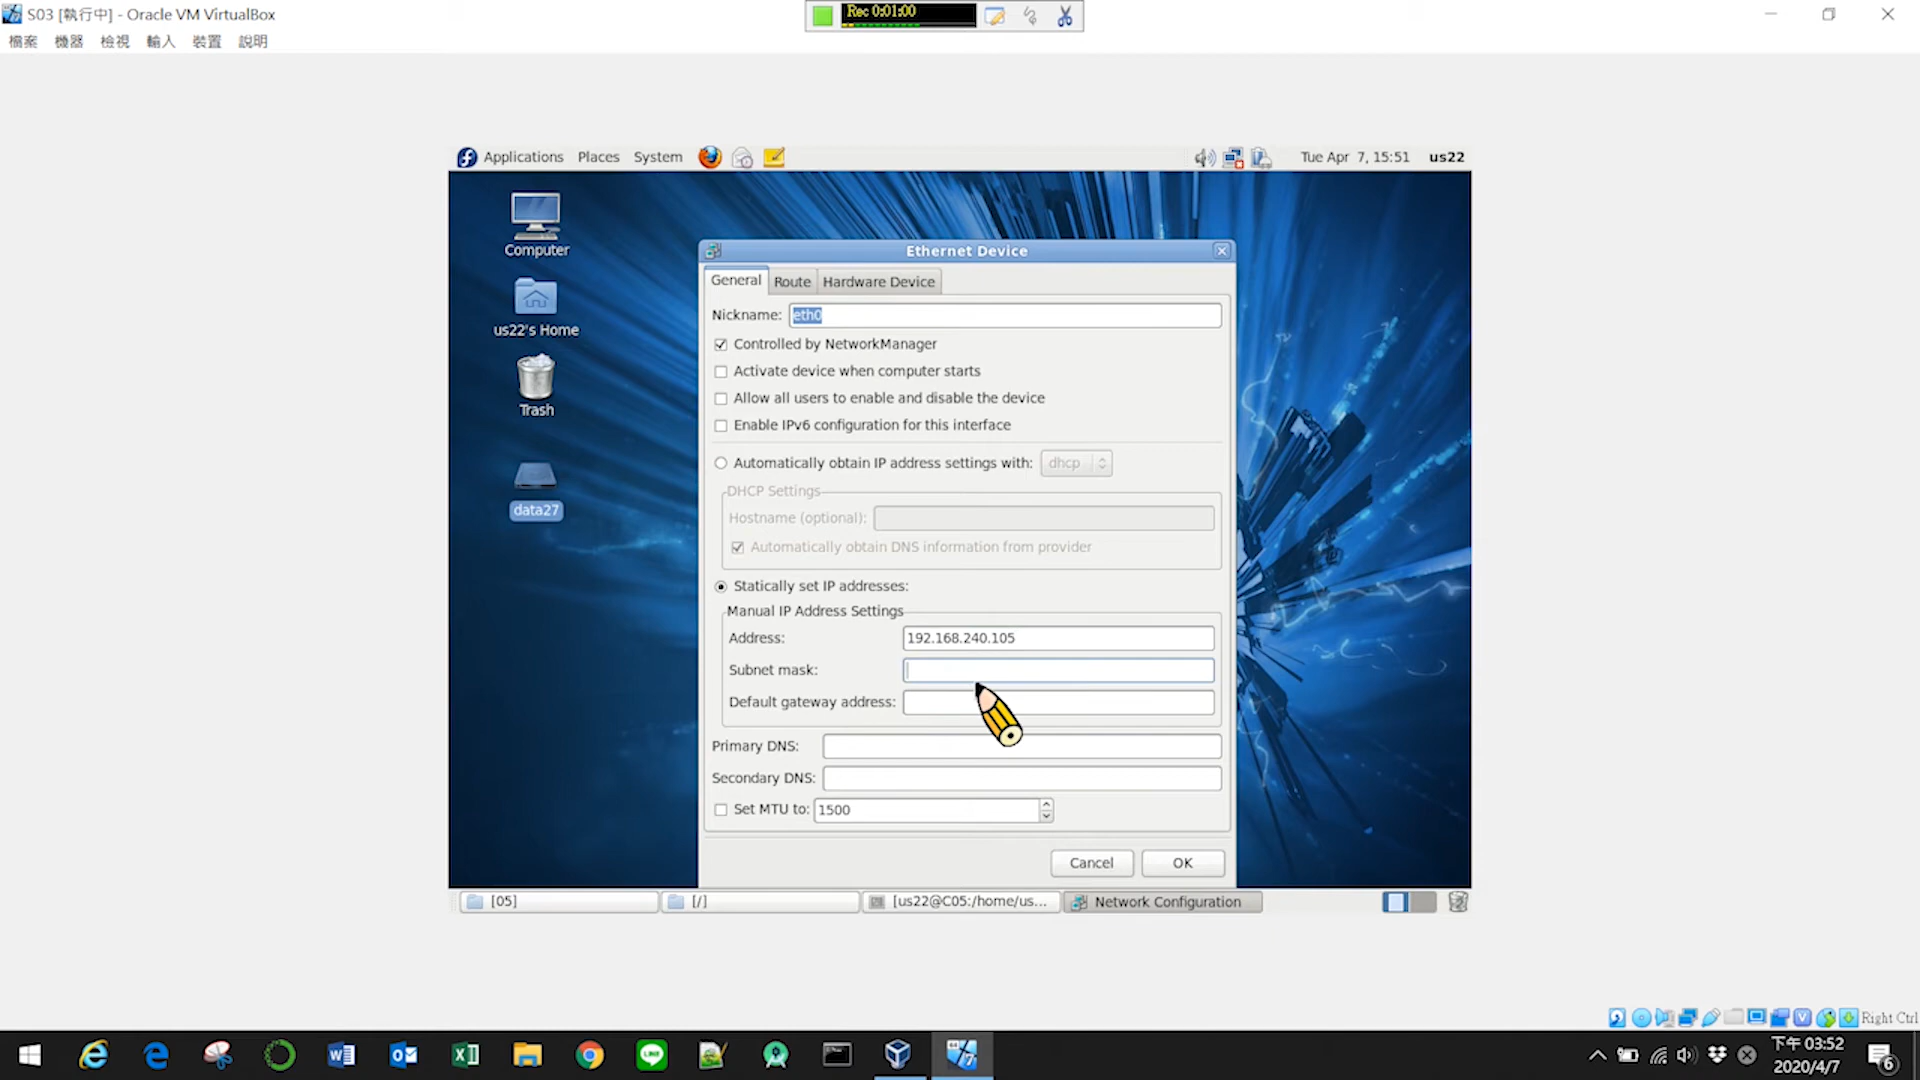 S03 [執行中] - Oracle VM VirtualBox
Rec 0:01:00
檔案 機器 檢視 輸入 裝置 說明
Applications Places System
Tue Apr 7, 15:51 us22
Computer
us22's Home
Trash
data27
Ethernet Device
General Route Hardware Device
Nickname: eth0
Controlled by NetworkManager
Activate device when computer starts
Allow all users to enable and disable the device
Enable IPv6 configuration for this interface
Automatically obtain IP address settings with: dhcp
DHCP Settings
Hostname (optional):
Automatically obtain DNS information from provider
Statically set IP addresses:
Manual IP Address Settings
Address: 192.168.240.105
Subnet mask:
Default gateway address:
Primary DNS:
Secondary DNS:
Set MTU to: 1500
Cancel OK
[05] [/] [us22@C05:/home/us... Network Configuration
Right Ctrl
下午 03:52
2020/4/7
6